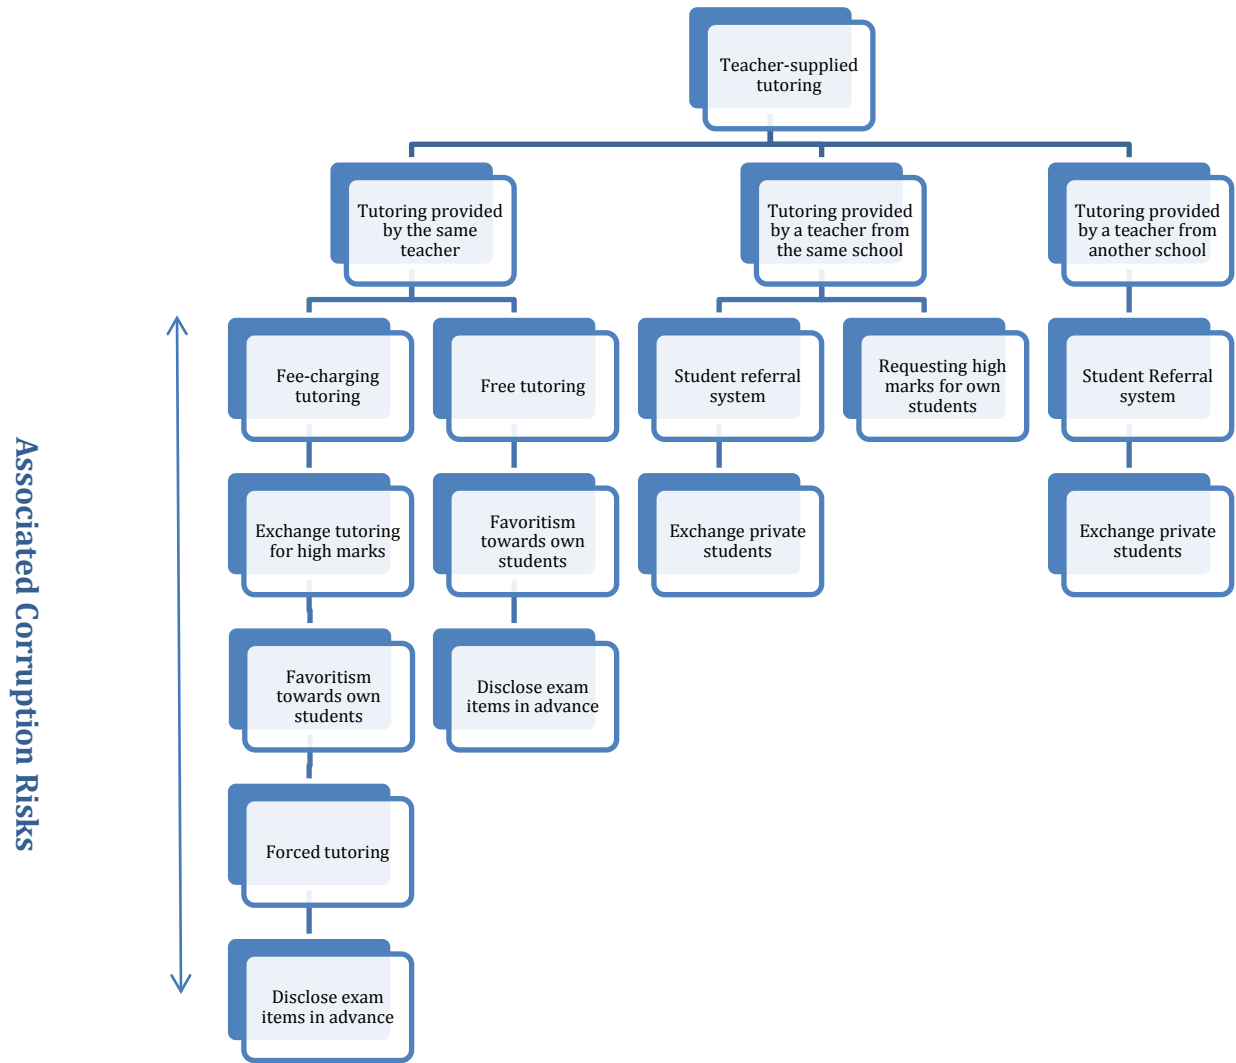 Teacher-supplied
tutoring
Tutoring provided
by the same
teacher
Tutoring provided
by a teacher from
the same school
Tutoring provided
by a teacher from
another school
Fee-charging
tutoring
Free tutoring
Student referral
system
Requesting high
marks for own
students
Student Referral
system
Exchange tutoring
for high marks
Favoritism
towards own
students
Exchange private
students
Exchange private
students
Favoritism
towards own
students
Disclose exam
items in advance
Forced tutoring
Disclose exam
items in advance
Associated Corruption Risks